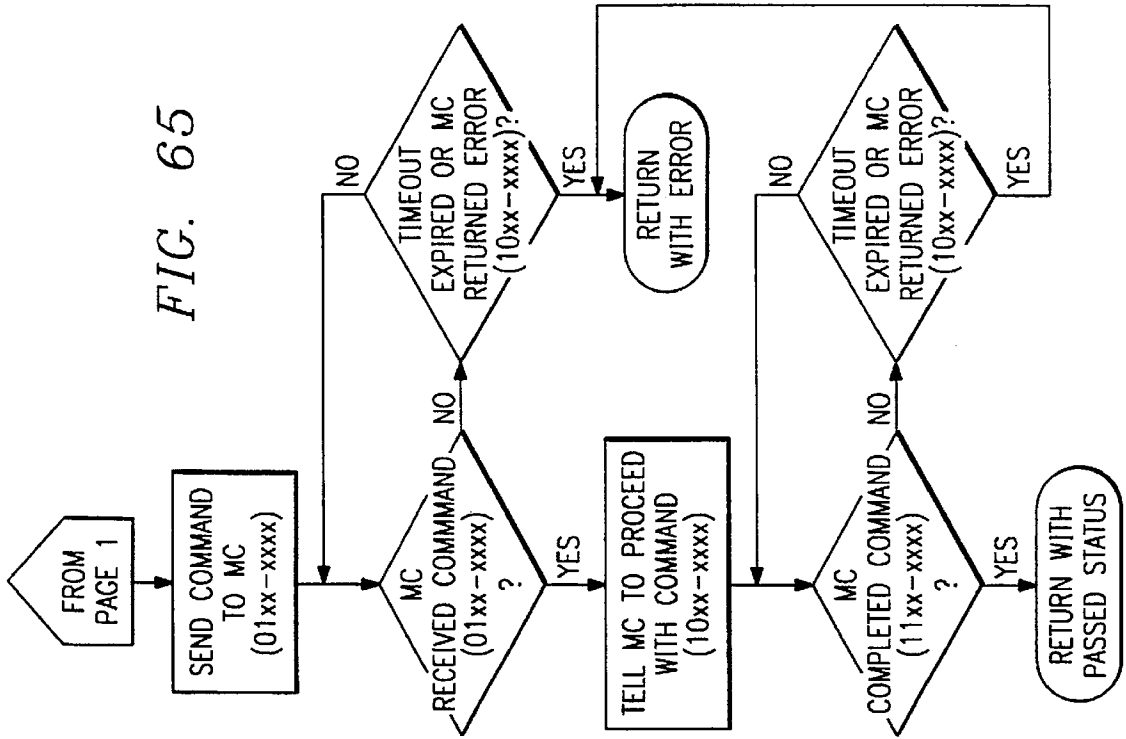 FIG. 65
FROM
PAGE 1
SEND COMMAND
TO MC
(01xx-xxxx)
MC
RECEIVED COMMAND
(01xx-xxxx)
?
NO
YES
TIMEOUT
EXPIRED OR MC
RETURNED ERROR
(10xx-xxxx)?
NO
YES
RETURN
WITH ERROR
TELL MC TO PROCEED
WITH COMMAND
(10xx-xxxx)
MC
COMPLETED COMMAND
(11xx-xxxx)
?
NO
YES
TIMEOUT
EXPIRED OR MC
RETURNED ERROR
(10xx-xxxx)?
NO
YES
RETURN WITH
PASSED STATUS